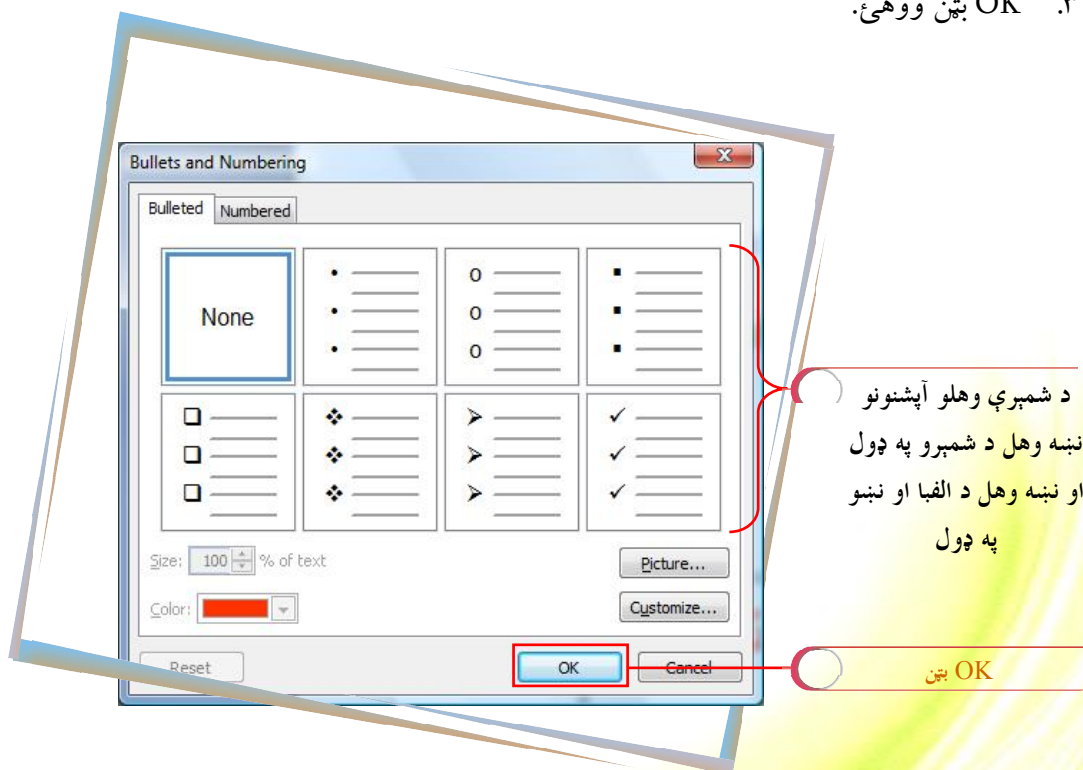 ۳. OK بټن ووهئ.
Bullets and Numbering
Bulleted Numbered
None
Size: 100 % of text
Picture...
Color:
Customize...
Reset OK Cancel
د شمېرې وهلو آپشنونو
نښه وهل د شمېرو په ډول
او نښه وهل د الفبا او نښو
په ډول
OK بټن